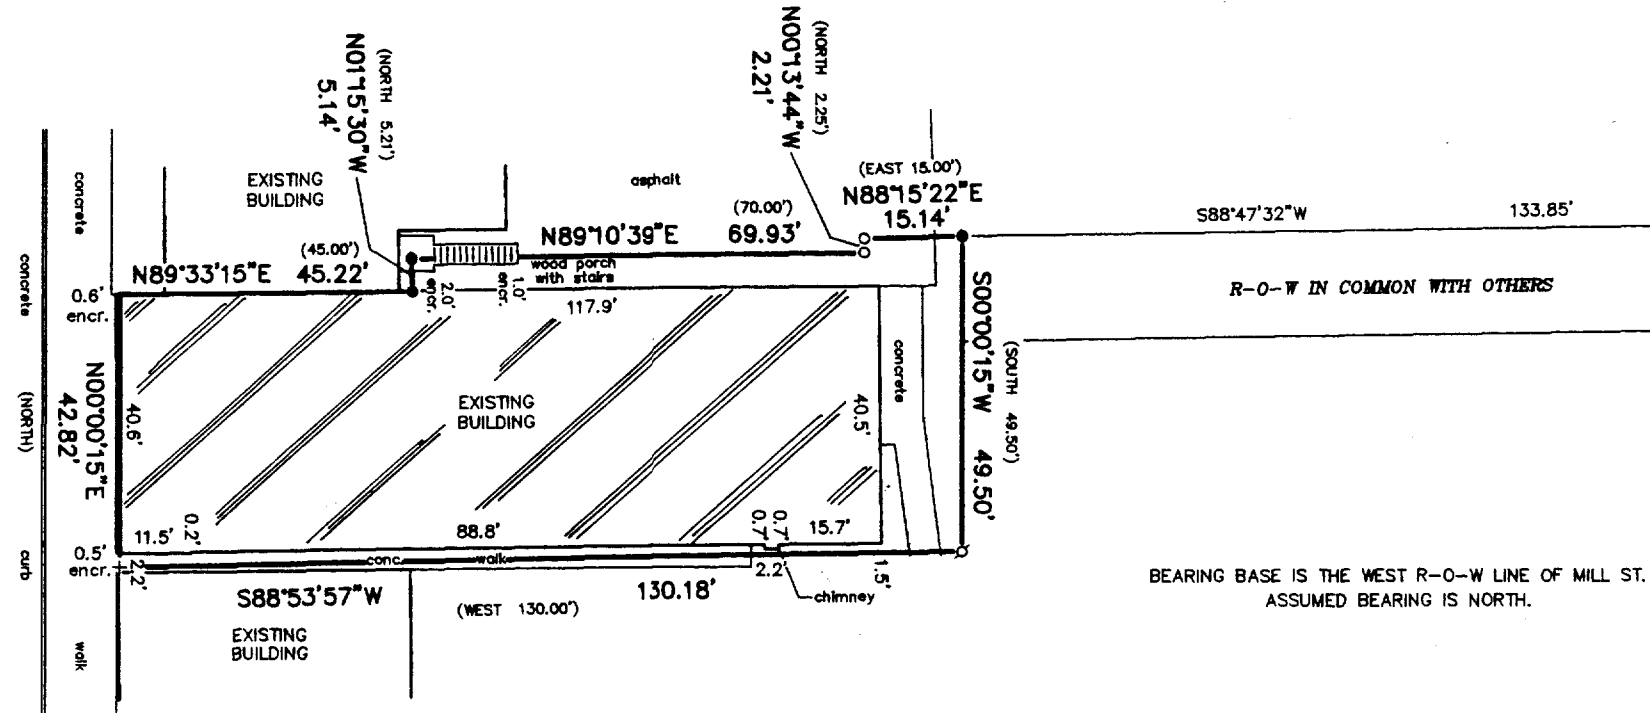 (NORTH 5.21')
N01°15'30"W
5.14'
(NORTH 2.25')
N00°13'44"W
2.21'
concrete
EXISTING
BUILDING
asphalt
(EAST 15.00')
N88°15'22"E
15.14'
S88°47'32"W 133.85'
(70.00')
N89°10'39"E 69.93'
(45.00')
N89°33'15"E 45.22'
wood porch
with stairs
concrete
0.6'
encr.
2.0'
encr.
1.0'
encr.
117.9'
R-O-W IN COMMON WITH OTHERS
S00°00'15"W 49.50'
(SOUTH 49.50')
concrete
(NORTH)
N00°00'15"E
42.82'
40.6'
EXISTING
BUILDING
40.5'
11.5'
0.2'
88.8'
0.7'
0.7'
15.7'
0.5'
encr.
curb
2.2'
conc. walk
2.2'
1.5'
S88°53'57"W
(WEST 130.00')
130.18'
chimney
EXISTING
BUILDING
walk
BEARING BASE IS THE WEST R-O-W LINE OF MILL ST.
ASSUMED BEARING IS NORTH.